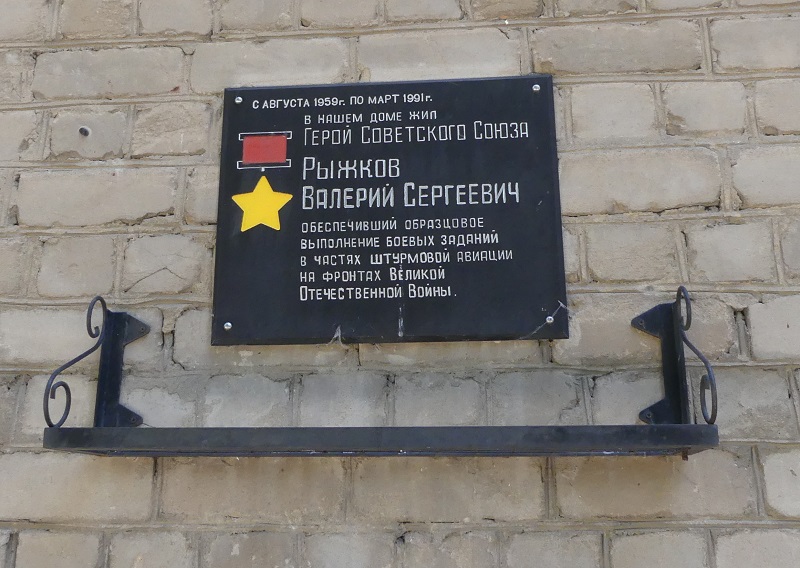 С АВГУСТА 1959г. ПО МАРТ 1991г.
В НАШЕМ ДОМЕ ЖИЛ
ГЕРОЙ СОВЕТСКОГО СОЮЗА
РЫЖКОВ
ВАЛЕРИЙ СЕРГЕЕВИЧ
ОБЕСПЕЧИВШИЙ ОБРАЗЦОВОЕ
ВЫПОЛНЕНИЕ БОЕВЫХ ЗАДАНИЙ
В ЧАСТЯХ ШТУРМОВОЙ АВИАЦИИ
НА ФРОНТАХ ВЕЛИКОЙ
ОТЕЧЕСТВЕННОЙ ВОЙНЫ.